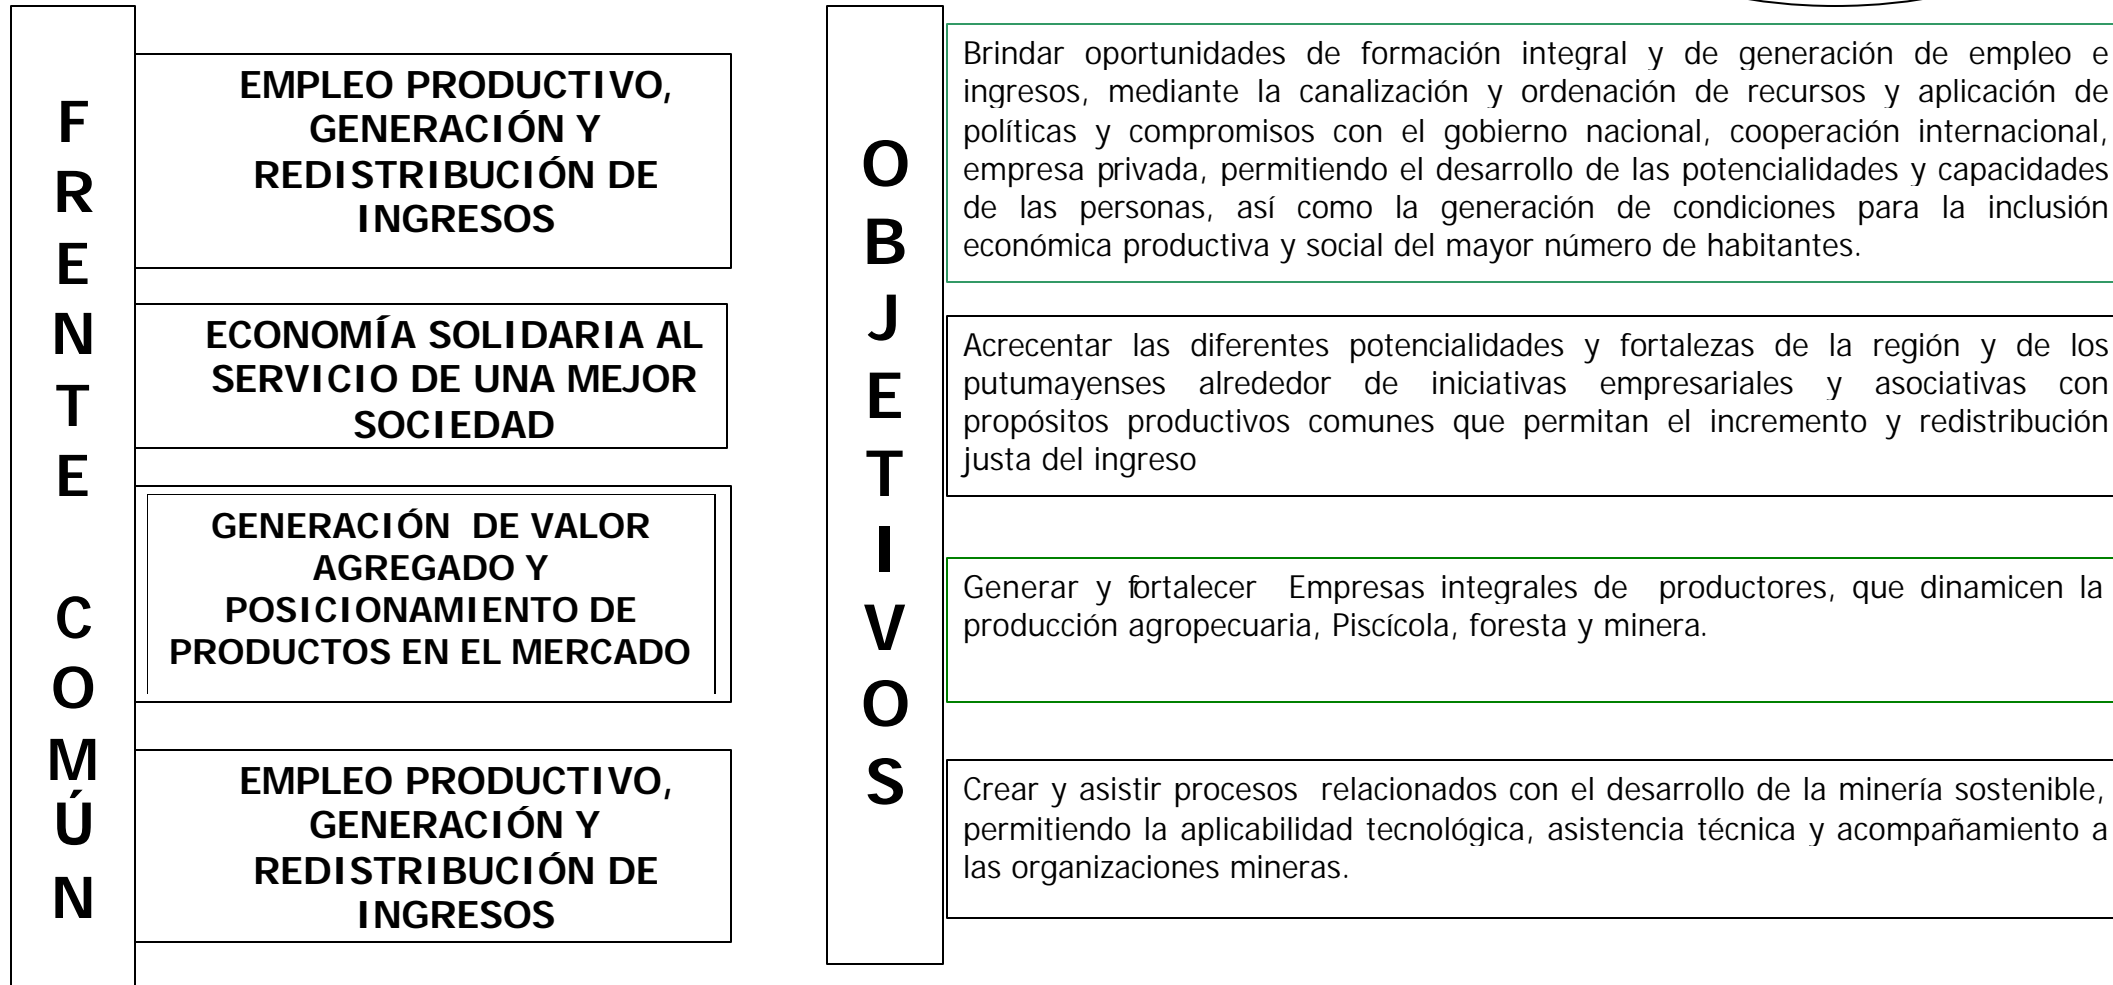 FRENTE COMÚN
EMPLEO PRODUCTIVO,
GENERACIÓN Y
REDISTRIBUCIÓN DE
INGRESOS
ECONOMÍA SOLIDARIA AL
SERVICIO DE UNA MEJOR
SOCIEDAD
GENERACIÓN DE VALOR
AGREGADO Y
POSICIONAMIENTO DE
PRODUCTOS EN EL MERCADO
EMPLEO PRODUCTIVO,
GENERACIÓN Y
REDISTRIBUCIÓN DE
INGRESOS
OBJETIVOS
Brindar oportunidades de formación integral y de generación de empleo e
ingresos, mediante la canalización y ordenación de recursos y aplicación de
políticas y compromisos con el gobierno nacional, cooperación internacional,
empresa privada, permitiendo el desarrollo de las potencialidades y capacidades
de las personas, así como la generación de condiciones para la inclusión
económica productiva y social del mayor número de habitantes.
Acrecentar las diferentes potencialidades y fortalezas de la región y de los
putumayenses alrededor de iniciativas empresariales y asociativas con
propósitos productivos comunes que permitan el incremento y redistribución
justa del ingreso
Generar y fortalecer Empresas integrales de productores, que dinamicen la
producción agropecuaria, Piscícola, foresta y minera.
Crear y asistir procesos relacionados con el desarrollo de la minería sostenible,
permitiendo la aplicabilidad tecnológica, asistencia técnica y acompañamiento a
las organizaciones mineras.